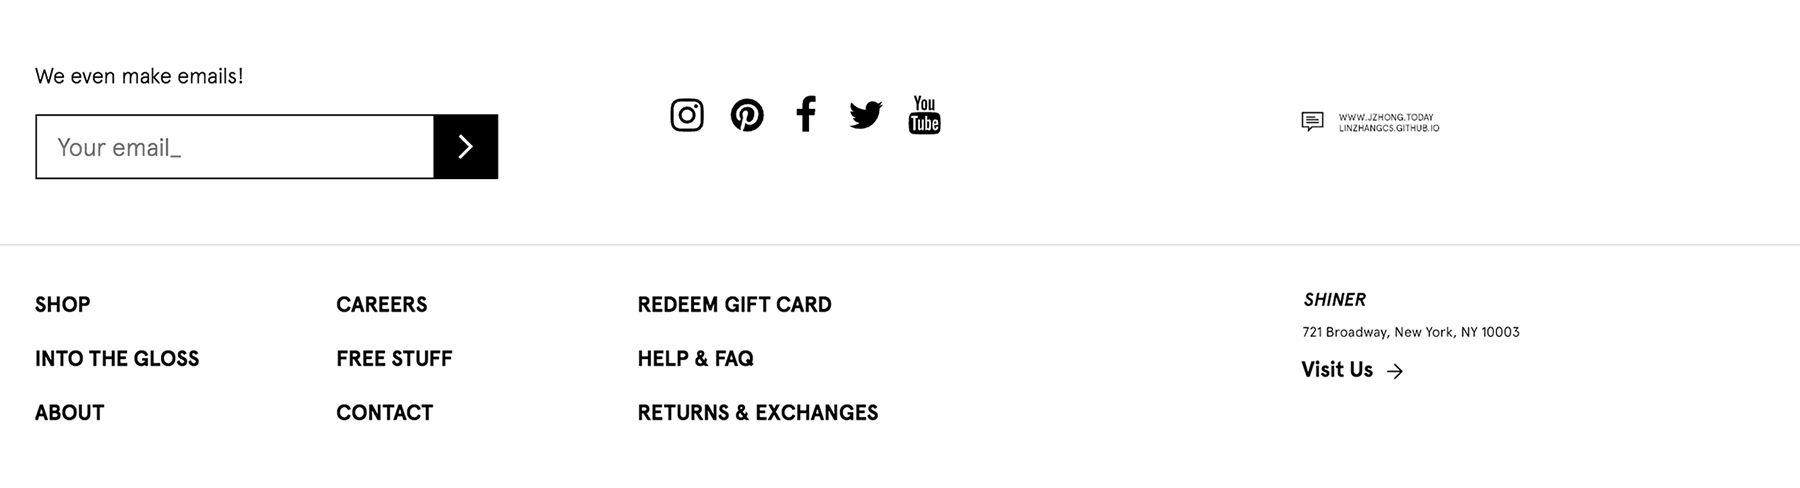 We even make emails!
Your email_
You
Tube
WWW.JZHONG.TODAY
LINZHANGCS.GITHUB.IO
SHOP
INTO THE GLOSS
ABOUT
CAREERS
FREE STUFF
CONTACT
REDEEM GIFT CARD
HELP & FAQ
RETURNS & EXCHANGES
SHINER
721 Broadway, New York, NY 10003
Visit Us →